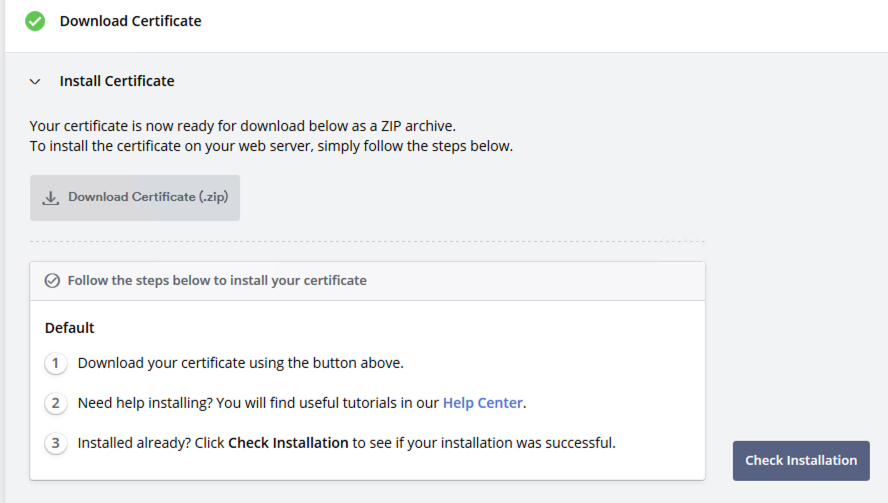 Download Certificate
Install Certificate
Your certificate is now ready for download below as a ZIP archive.
To install the certificate on your web server, simply follow the steps below.
Download Certificate (.zip)
Follow the steps below to install your certificate
Default
1 Download your certificate using the button above.
2 Need help installing? You will find useful tutorials in our Help Center.
3 Installed already? Click Check Installation to see if your installation was successful.
Check Installation